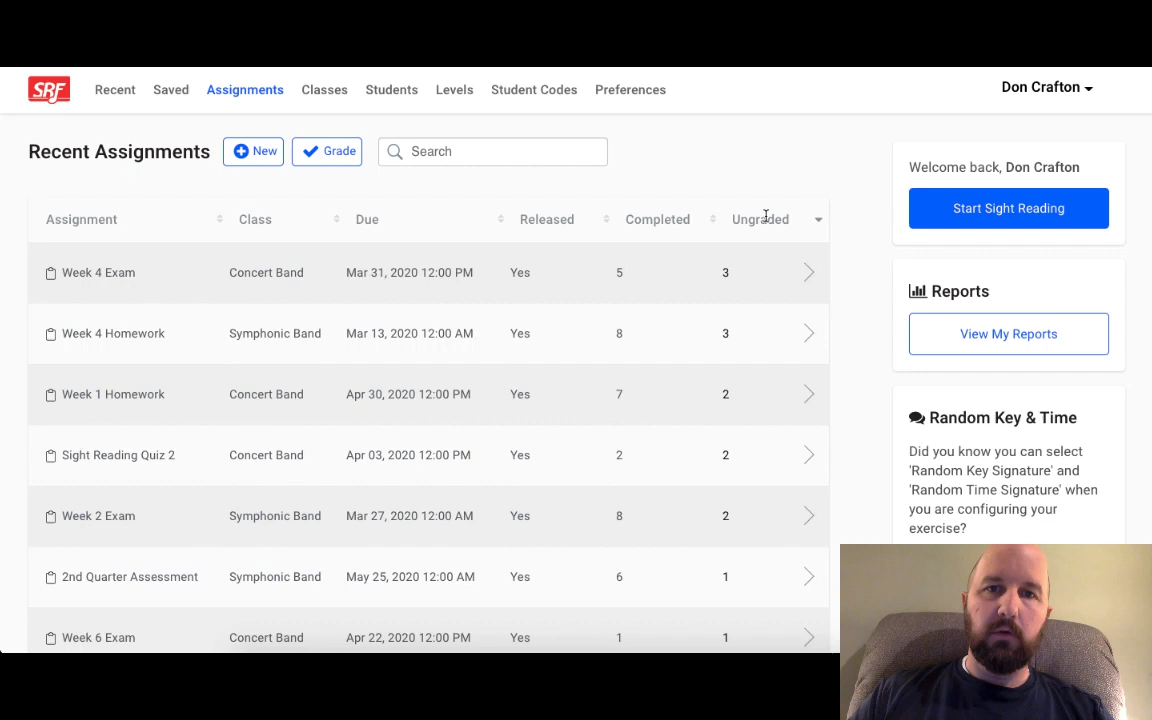 SRF Recent Saved Assignments Classes Students Levels Student Codes Preferences Don Crafton
Recent Assignments New Grade Search
Assignment Class Due Released Completed Ungraded
Week 4 Exam Concert Band Mar 31, 2020 12:00 PM Yes 5 3
Week 4 Homework Symphonic Band Mar 13, 2020 12:00 AM Yes 8 3
Week 1 Homework Concert Band Apr 30, 2020 12:00 PM Yes 7 2
Sight Reading Quiz 2 Concert Band Apr 03, 2020 12:00 PM Yes 2 2
Week 2 Exam Symphonic Band Mar 27, 2020 12:00 AM Yes 8 2
2nd Quarter Assessment Symphonic Band May 25, 2020 12:00 AM Yes 6 1
Week 6 Exam Concert Band Apr 22, 2020 12:00 PM Yes 1 1
Welcome back, Don Crafton
Start Sight Reading
Reports
View My Reports
Random Key & Time
Did you know you can select
'Random Key Signature' and
'Random Time Signature' when
you are configuring your
exercise?